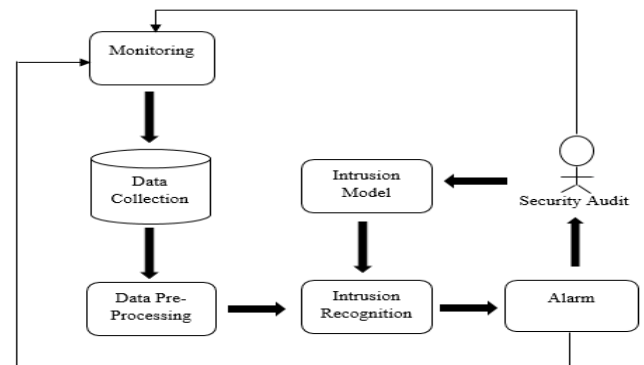 Monitoring
Data
Collection
Intrusion
Model
Security Audit
Data Pre-
Processing
Intrusion
Recognition
Alarm